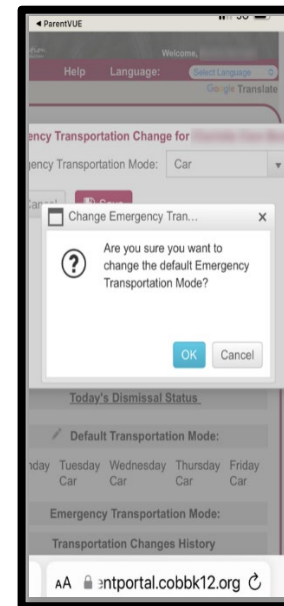 ◀ ParentVUE
Welcome,
Help Language: Select Language
Google Translate
ency Transportation Change for
gency Transportation Mode: Car
Cancel Save
Change Emergency Tran... X
Are you sure you want to
change the default Emergency
Transportation Mode?
OK Cancel
Today's Dismissal Status
Default Transportation Mode:
nday Tuesday Wednesday Thursday Friday
Car Car Car Car
Emergency Transportation Mode:
Transportation Changes History
AA entportal.cobbk12.org